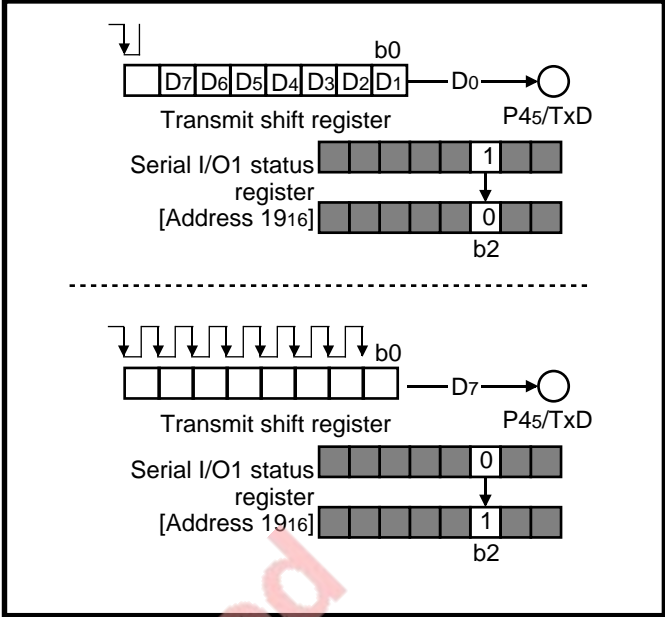 b0
D7 D6 D5 D4 D3 D2 D1 D0
P45/TxD
Transmit shift register
Serial I/O1 status register
[Address 1916]
1
0
b2
b0
D7
P45/TxD
Transmit shift register
Serial I/O1 status register
[Address 1916]
0
1
b2